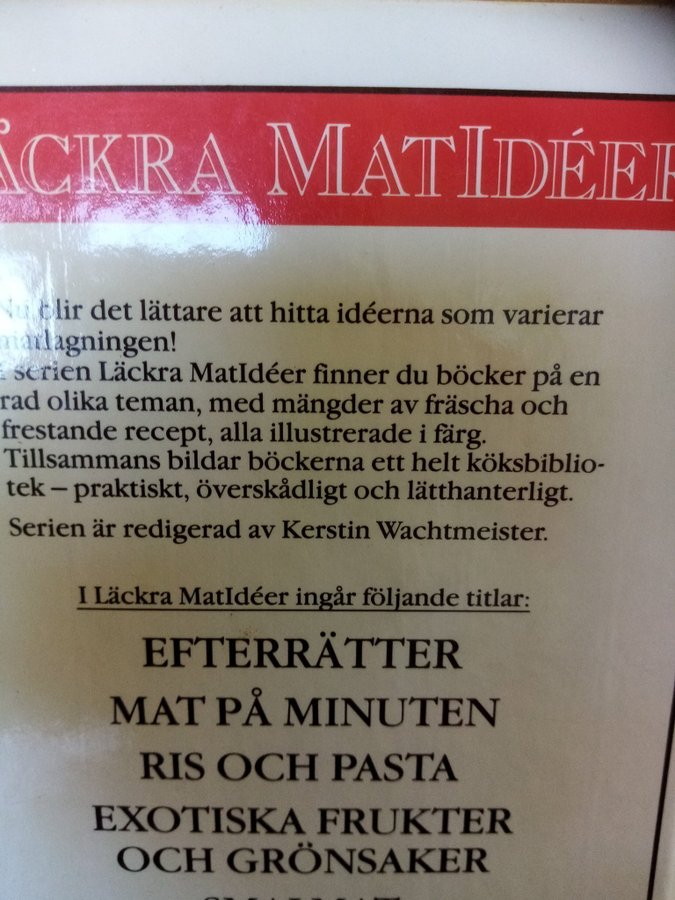 LÄCKRA MATIDÉER
Nu blir det lättare att hitta idéerna som varierar
matlagningen!
I serien Läckra MatIdéer finner du böcker på en
rad olika teman, med mängder av fräscha och
frestande recept, alla illustrerade i färg.
Tillsammans bildar böckerna ett helt köksbiblio-
tek – praktiskt, överskådligt och lätthanterligt.
Serien är redigerad av Kerstin Wachtmeister.
I Läckra MatIdéer ingår följande titlar:
EFTERRÄTTER
MAT PÅ MINUTEN
RIS OCH PASTA
EXOTISKA FRUKTER
OCH GRÖNSAKER